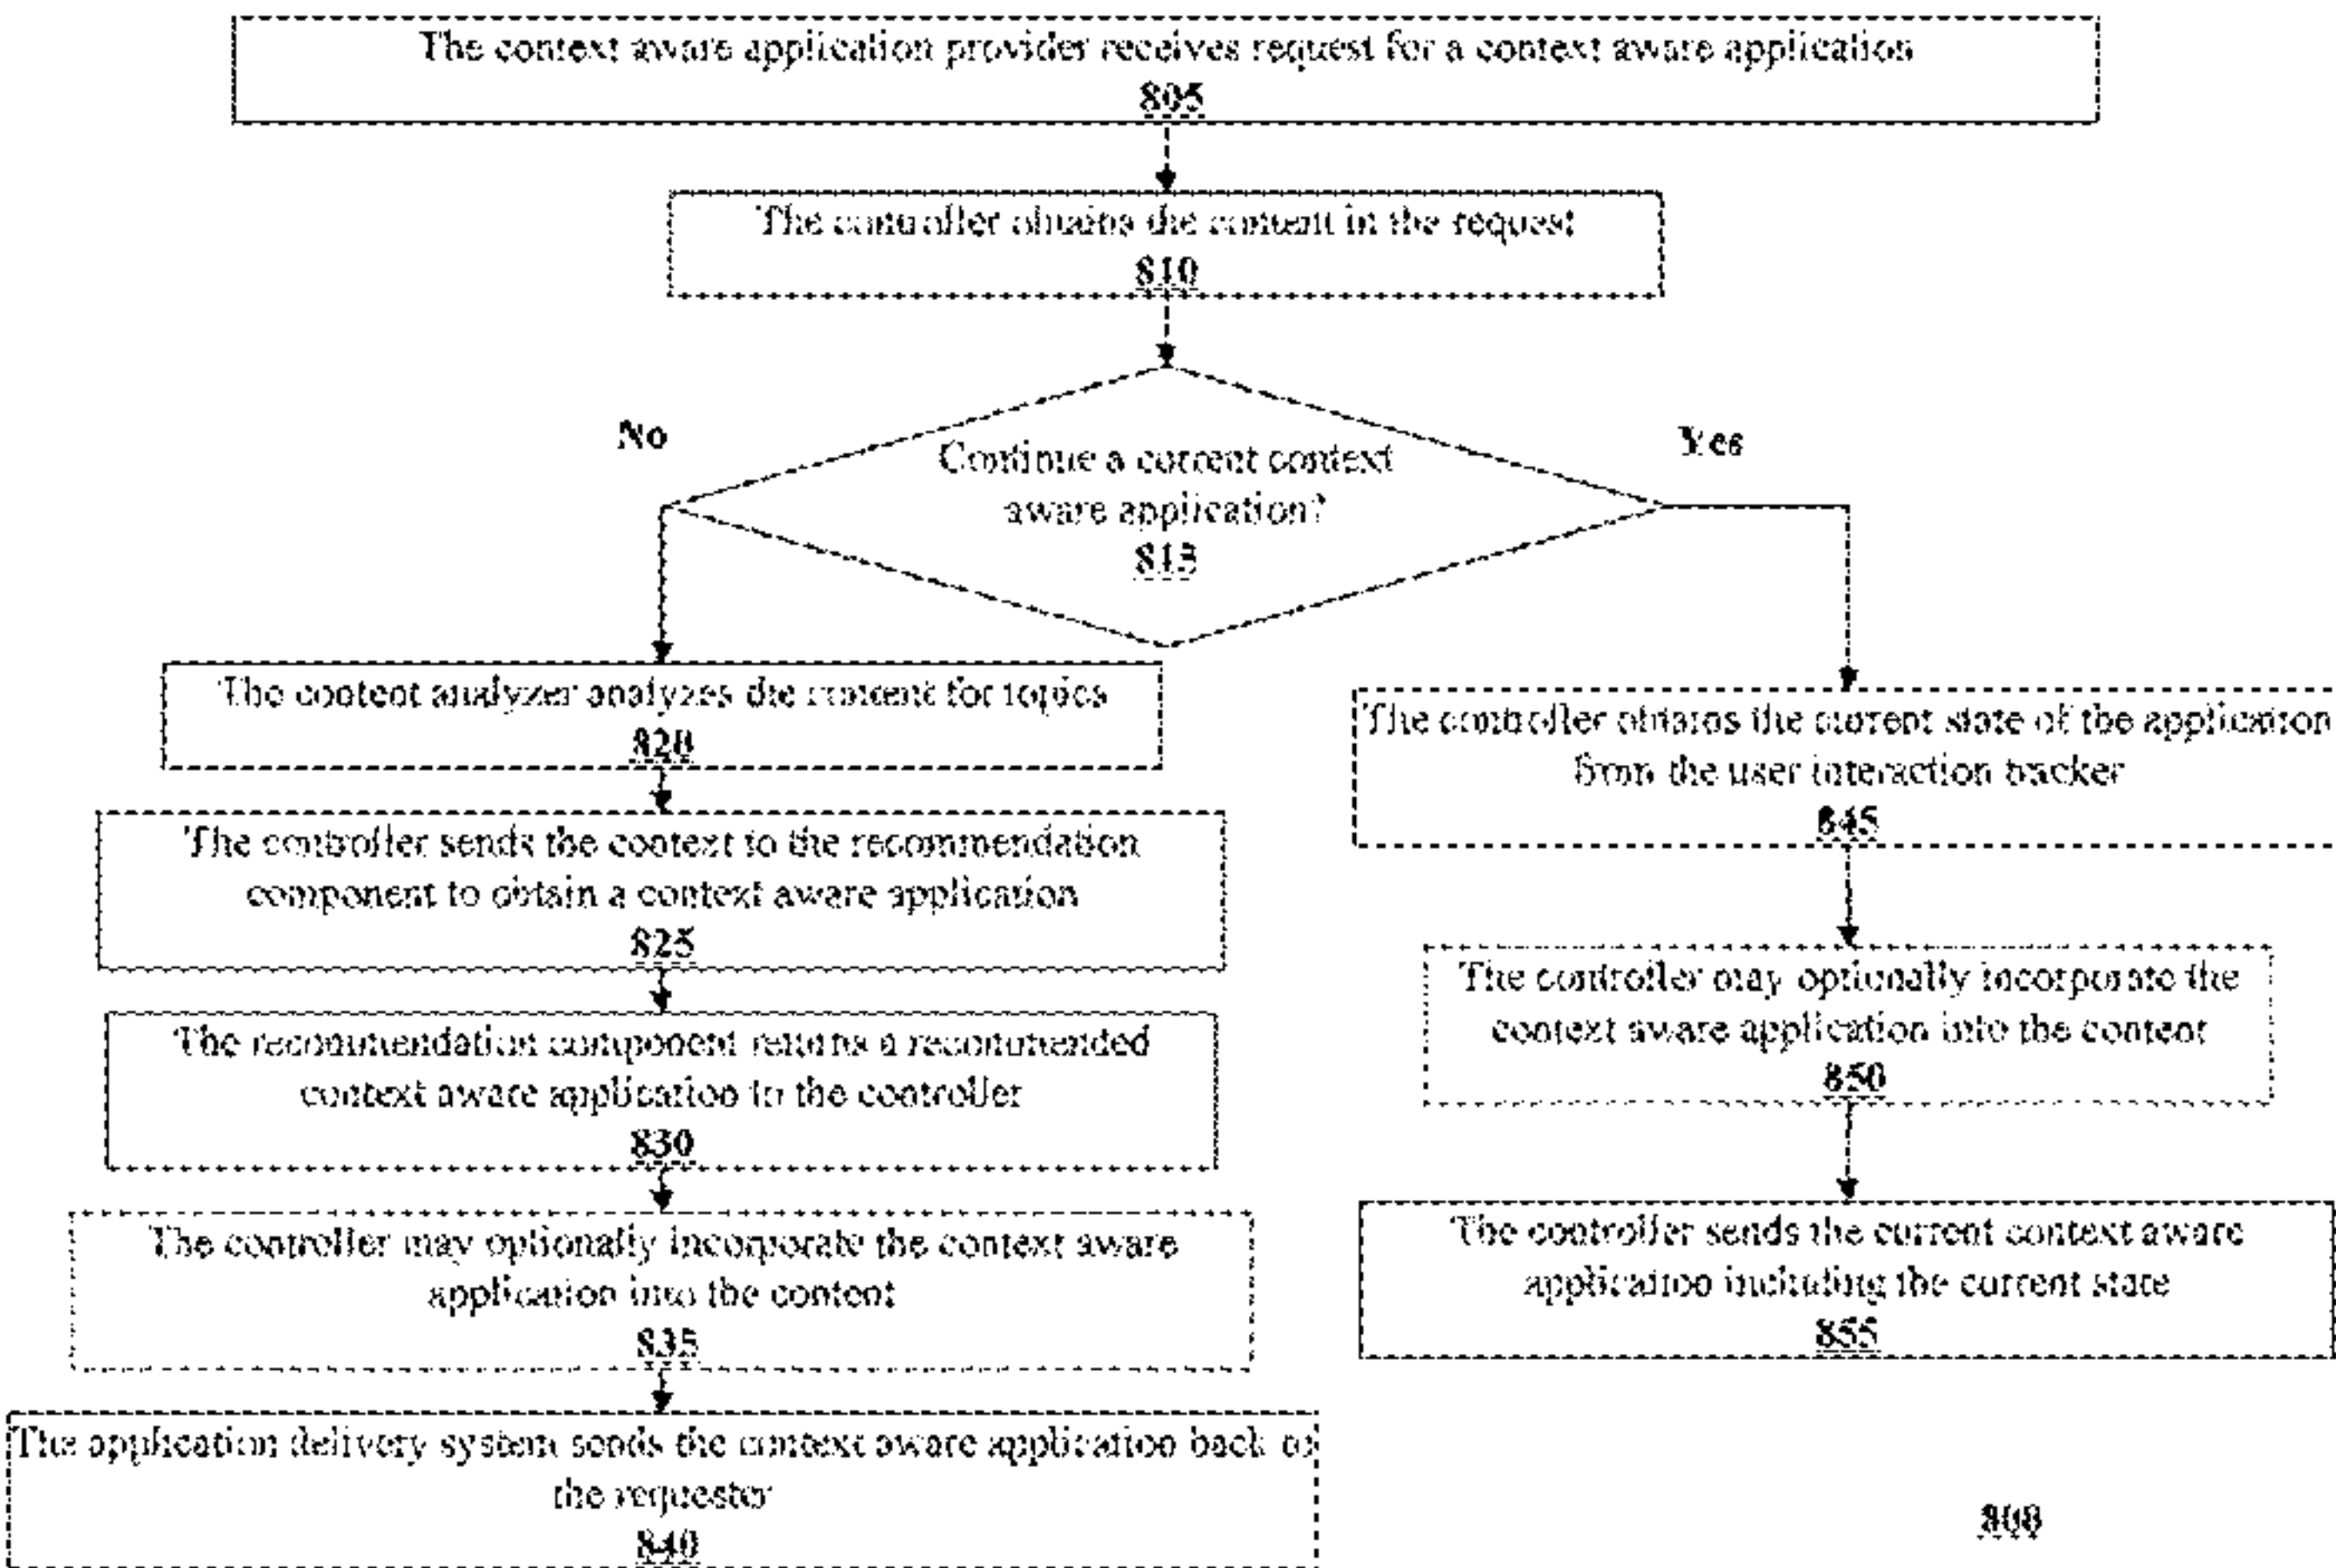 The context aware application provider receives request for a context aware application
805
The controller obtains the content in the request
810
No
Yes
Continue a current context
aware application?
815
The content analyzer analyzes the content for topics
820
The controller sends the context to the recommendation
component to obtain a context aware application
825
The recommendation component returns a recommended
context aware application to the controller
830
The controller may optionally incorporate the context aware
application into the content
835
The application delivery system sends the context aware application back to
the requester
840
The controller obtains the current state of the application
from the user interaction tracker
845
The controller may optionally incorporate the
context aware application into the content
850
The controller sends the current context aware
application including the current state
855
800